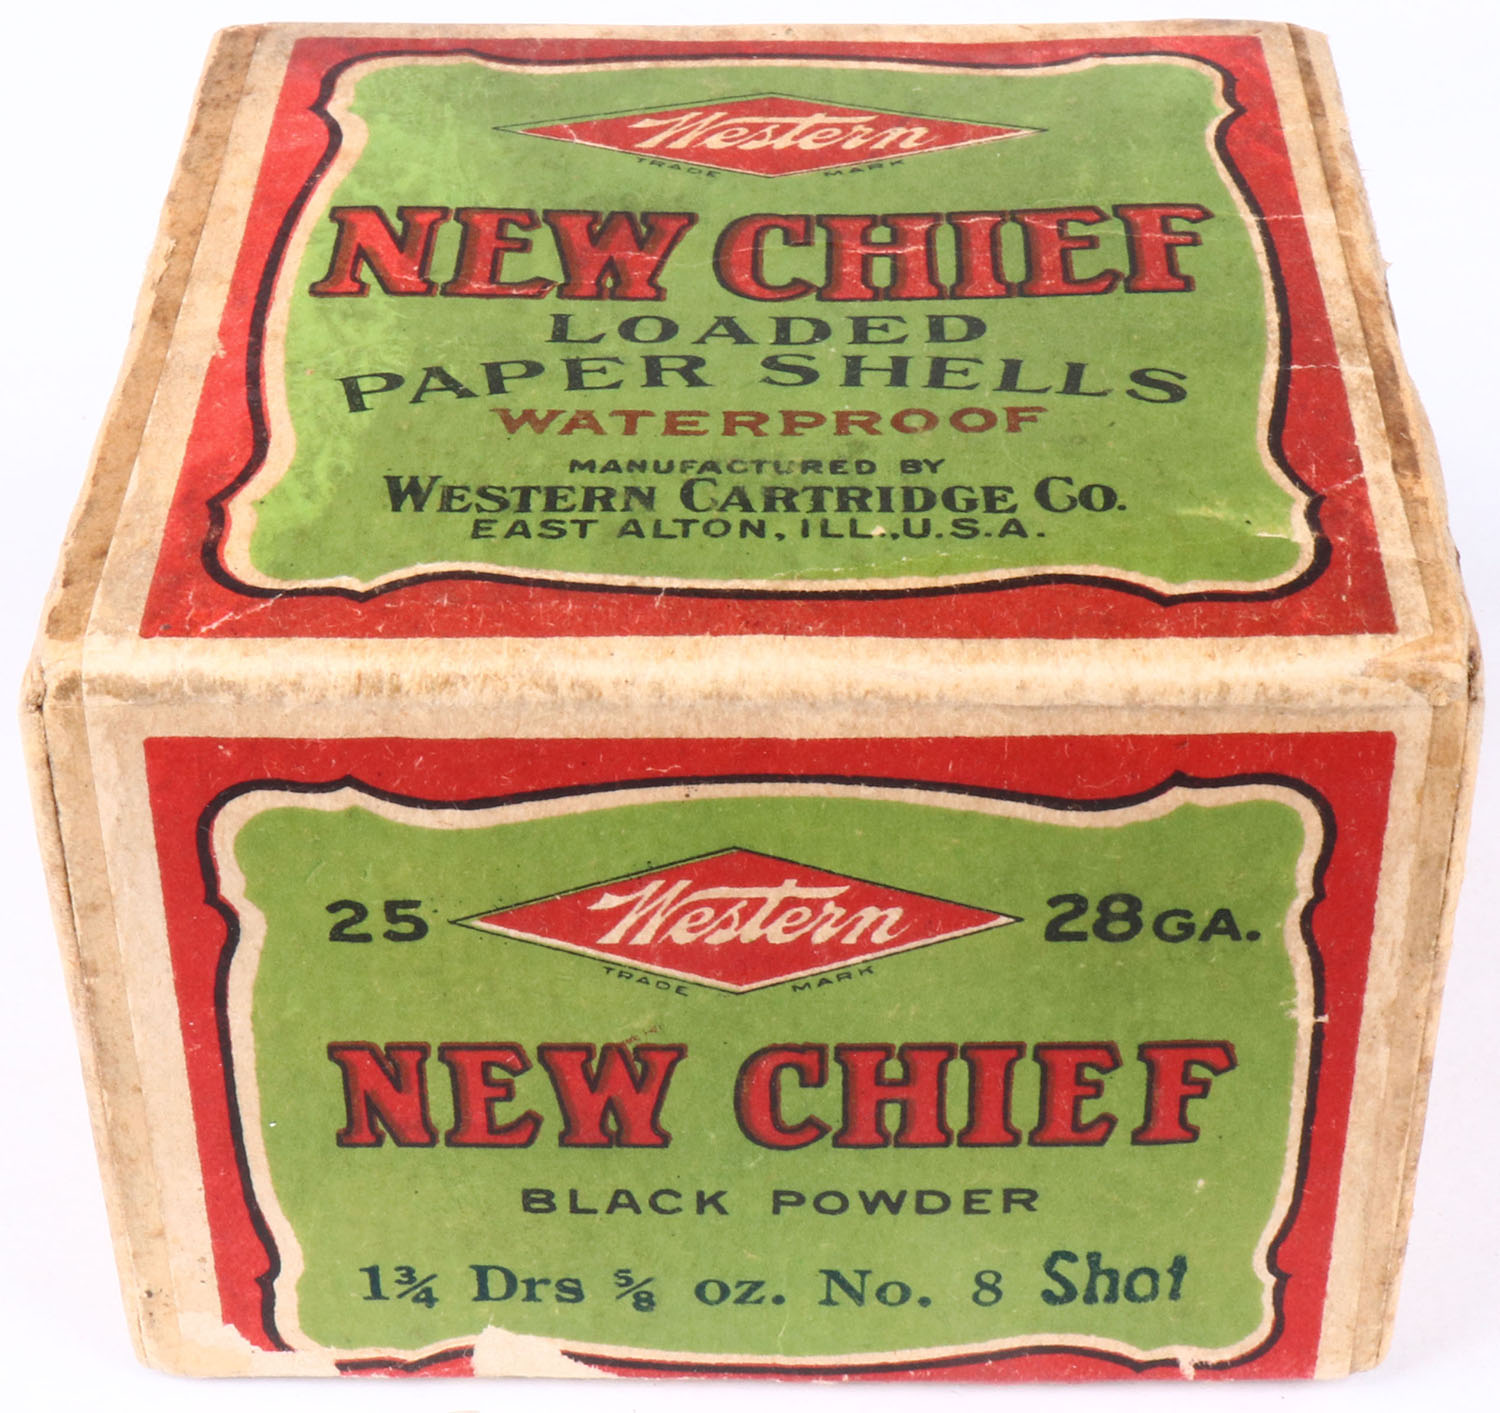 Western
TRADE MARK
NEW CHIEF
LOADED
PAPER SHELLS
WATERPROOF
MANUFACTURED BY
WESTERN CARTRIDGE CO.
EAST ALTON, ILL., U.S.A.
25 Western 28 GA.
TRADE MARK
NEW CHIEF
BLACK POWDER
1¾ Drs ⅝ oz. No. 8 Shot